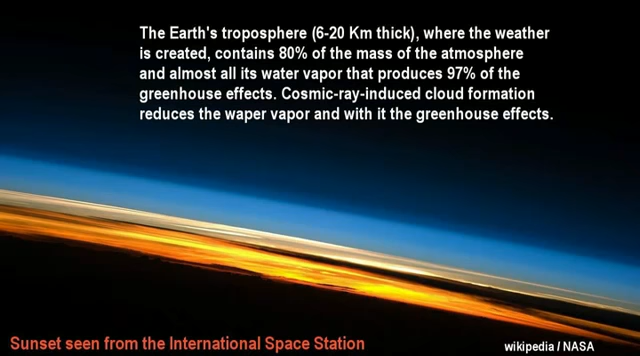 The Earth's troposphere (6-20 Km thick), where the weather
is created, contains 80% of the mass of the atmosphere
and almost all its water vapor that produces 97% of the
greenhouse effects. Cosmic-ray-induced cloud formation
reduces the waper vapor and with it the greenhouse effects.
Sunset seen from the International Space Station
wikipedia / NASA